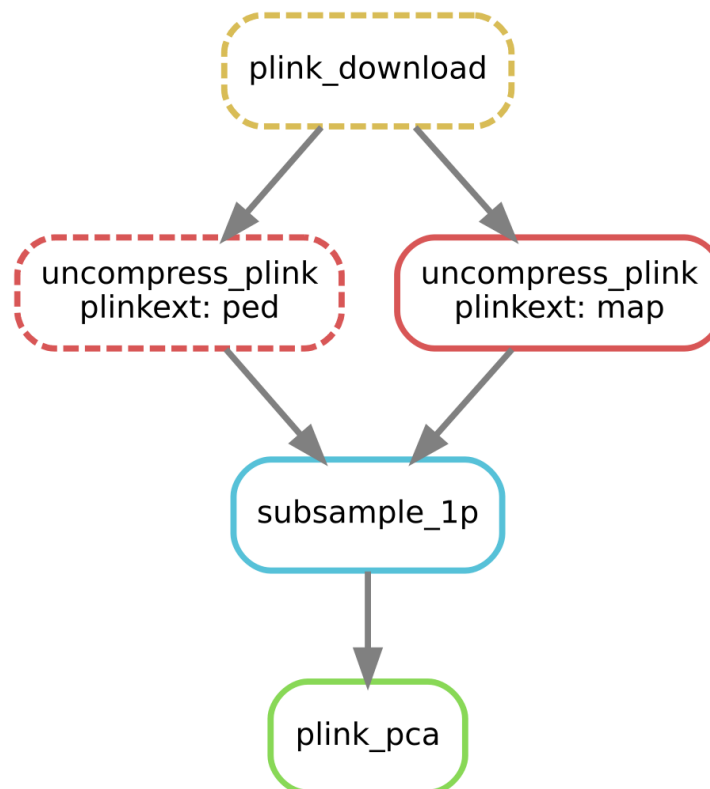 plink_download
uncompress_plink
plinkext: ped
uncompress_plink
plinkext: map
subsample_1p
plink_pca